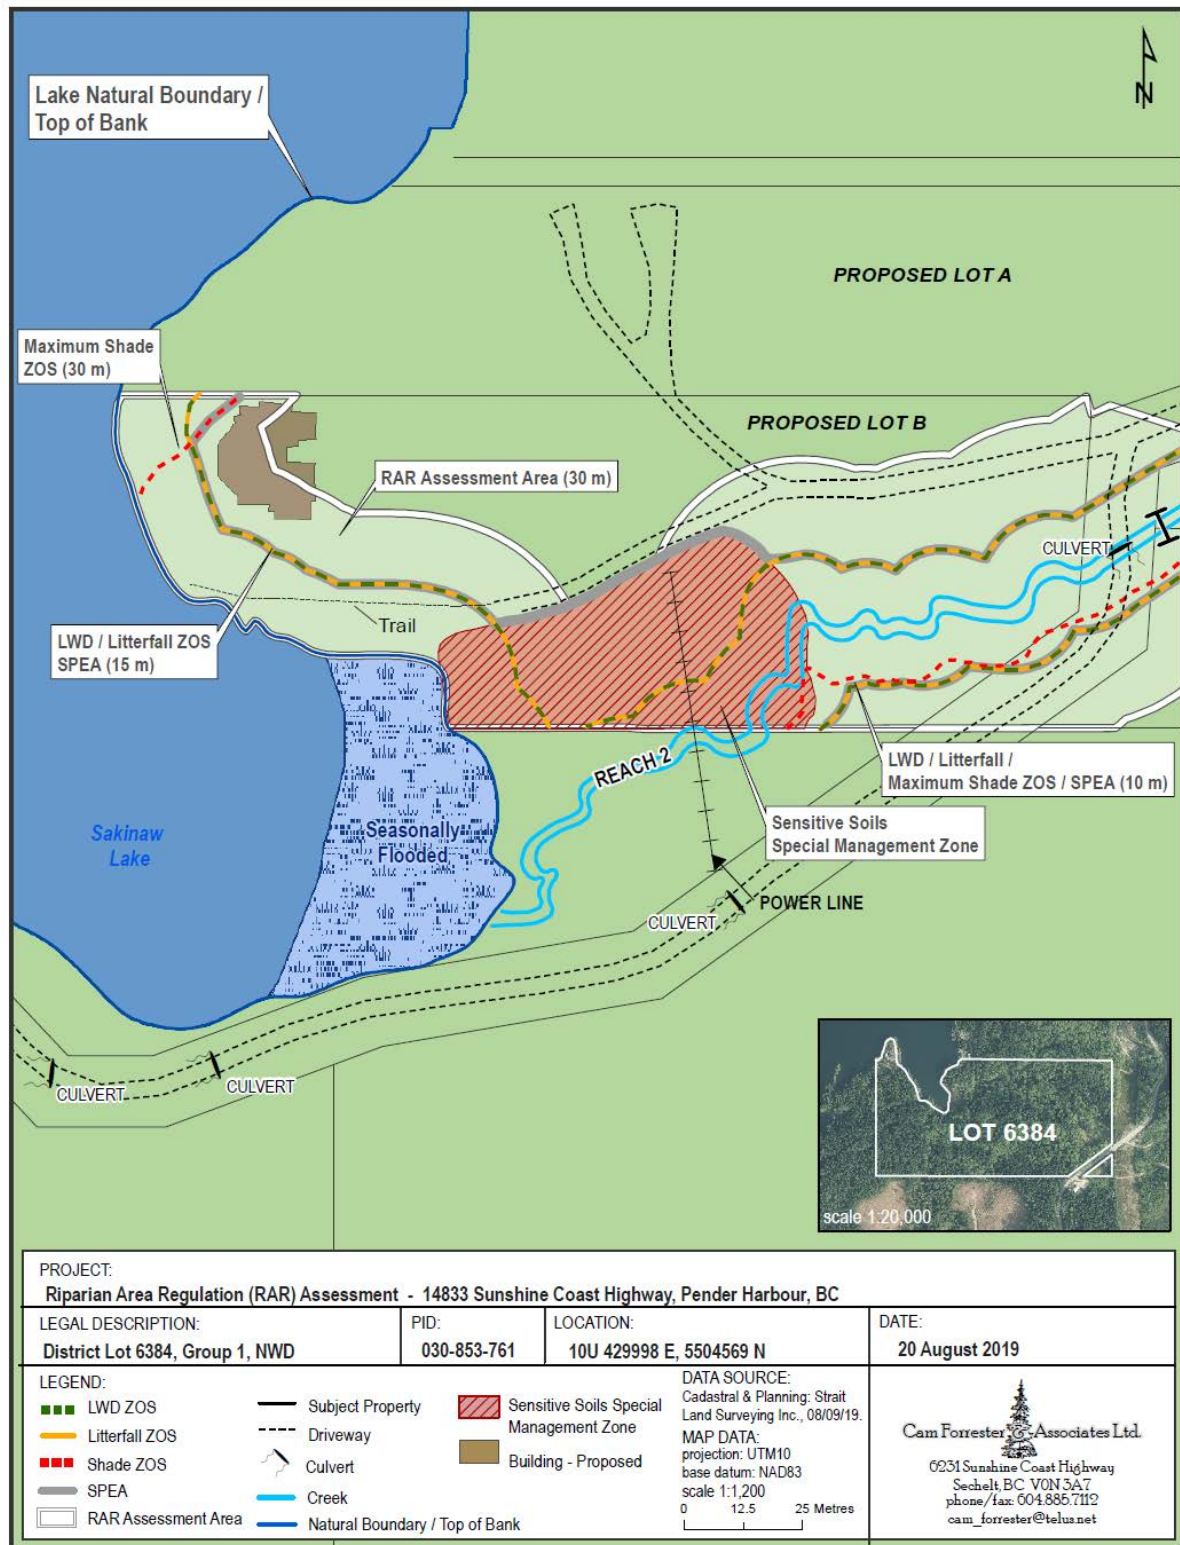 N
Lake Natural Boundary /
Top of Bank
PROPOSED LOT A
Maximum Shade
ZOS (30 m)
PROPOSED LOT B
RAR Assessment Area (30 m)
CULVERT
Trail
LWD / Litterfall ZOS
SPEA (15 m)
REACH 2
LWD / Litterfall /
Maximum Shade ZOS / SPEA (10 m)
Sensitive Soils
Special Management Zone
Sakinaw
Lake
Seasonally
Flooded
POWER LINE
CULVERT
CULVERT
CULVERT
LOT 6384
scale 1:20,000
PROJECT:
Riparian Area Regulation (RAR) Assessment - 14833 Sunshine Coast Highway, Pender Harbour, BC
LEGAL DESCRIPTION:
District Lot 6384, Group 1, NWD
PID:
030-853-761
LOCATION:
10U 429998 E, 5504569 N
DATE:
20 August 2019
LEGEND:
LWD ZOS
Litterfall ZOS
Shade ZOS
SPEA
RAR Assessment Area
Subject Property
Driveway
Culvert
Creek
Natural Boundary / Top of Bank
Sensitive Soils Special
Management Zone
Building - Proposed
DATA SOURCE:
Cadastral & Planning: Strait
Land Surveying Inc., 08/09/19.
MAP DATA:
projection: UTM10
base datum: NAD83
scale 1:1,200
0 12.5 25 Metres
Cam Forrester & Associates Ltd.
6231 Sunshine Coast Highway
Sechelt, BC V0N 3A7
phone/fax: 604.885.7112
cam_forrester@telus.net